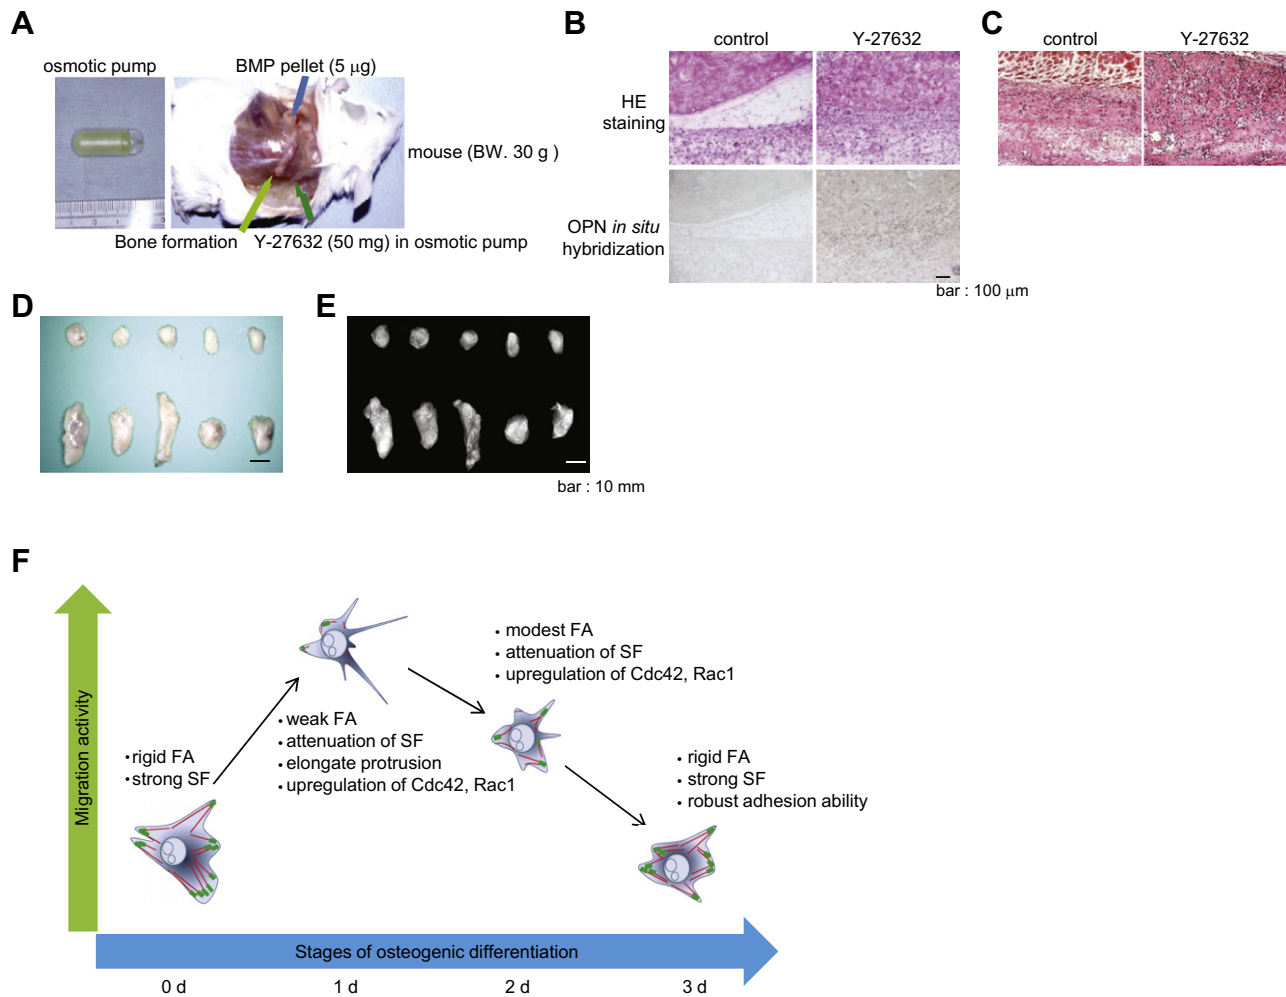 A
osmotic pump
BMP pellet (5 μg)
mouse (BW. 30 g )
Bone formation
Y-27632 (50 mg) in osmotic pump
B
control
Y-27632
HE
staining
OPN in situ
hybridization
bar : 100 μm
C
control
Y-27632
D
E
bar : 10 mm
F
Migration activity
• rigid FA
• strong SF
• weak FA
• attenuation of SF
• elongate protrusion
• upregulation of Cdc42, Rac1
• modest FA
• attenuation of SF
• upregulation of Cdc42, Rac1
• rigid FA
• strong SF
• robust adhesion ability
Stages of osteogenic differentiation
0 d
1 d
2 d
3 d